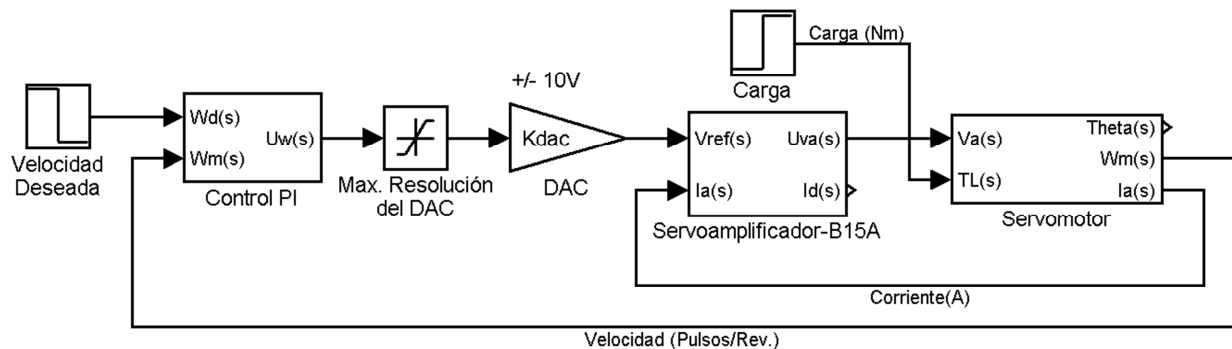 Carga (Nm)
+/- 10V
Carga
Wd(s)
Wm(s)
Uw(s)
Kdac
Vref(s)
Ia(s)
Uva(s)
Id(s)
Va(s)
TL(s)
Theta(s)
Wm(s)
Ia(s)
Velocidad
Deseada
Control PI
Max. Resolución
del DAC
DAC
Servoamplificador-B15A
Servomotor
Corriente(A)
Velocidad (Pulsos/Rev.)